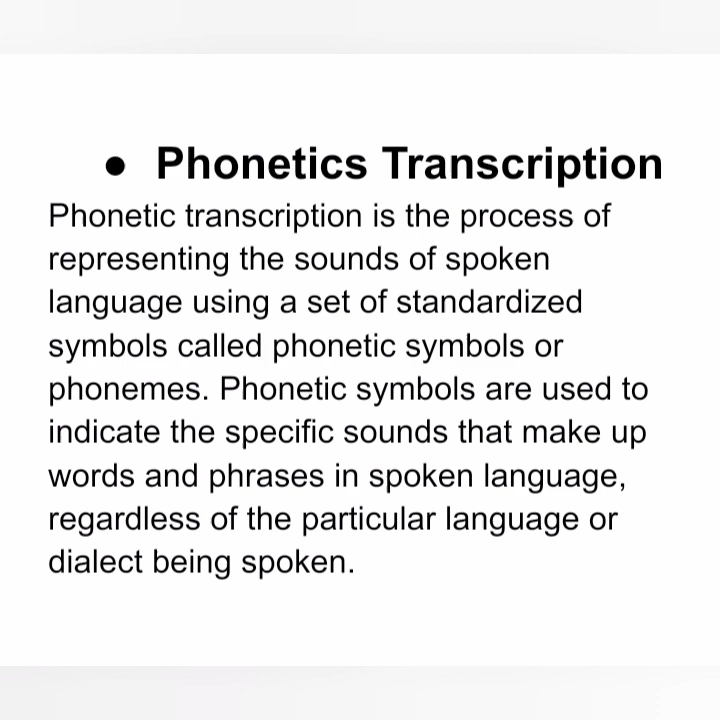 ● Phonetics Transcription
Phonetic transcription is the process of
representing the sounds of spoken
language using a set of standardized
symbols called phonetic symbols or
phonemes. Phonetic symbols are used to
indicate the specific sounds that make up
words and phrases in spoken language,
regardless of the particular language or
dialect being spoken.